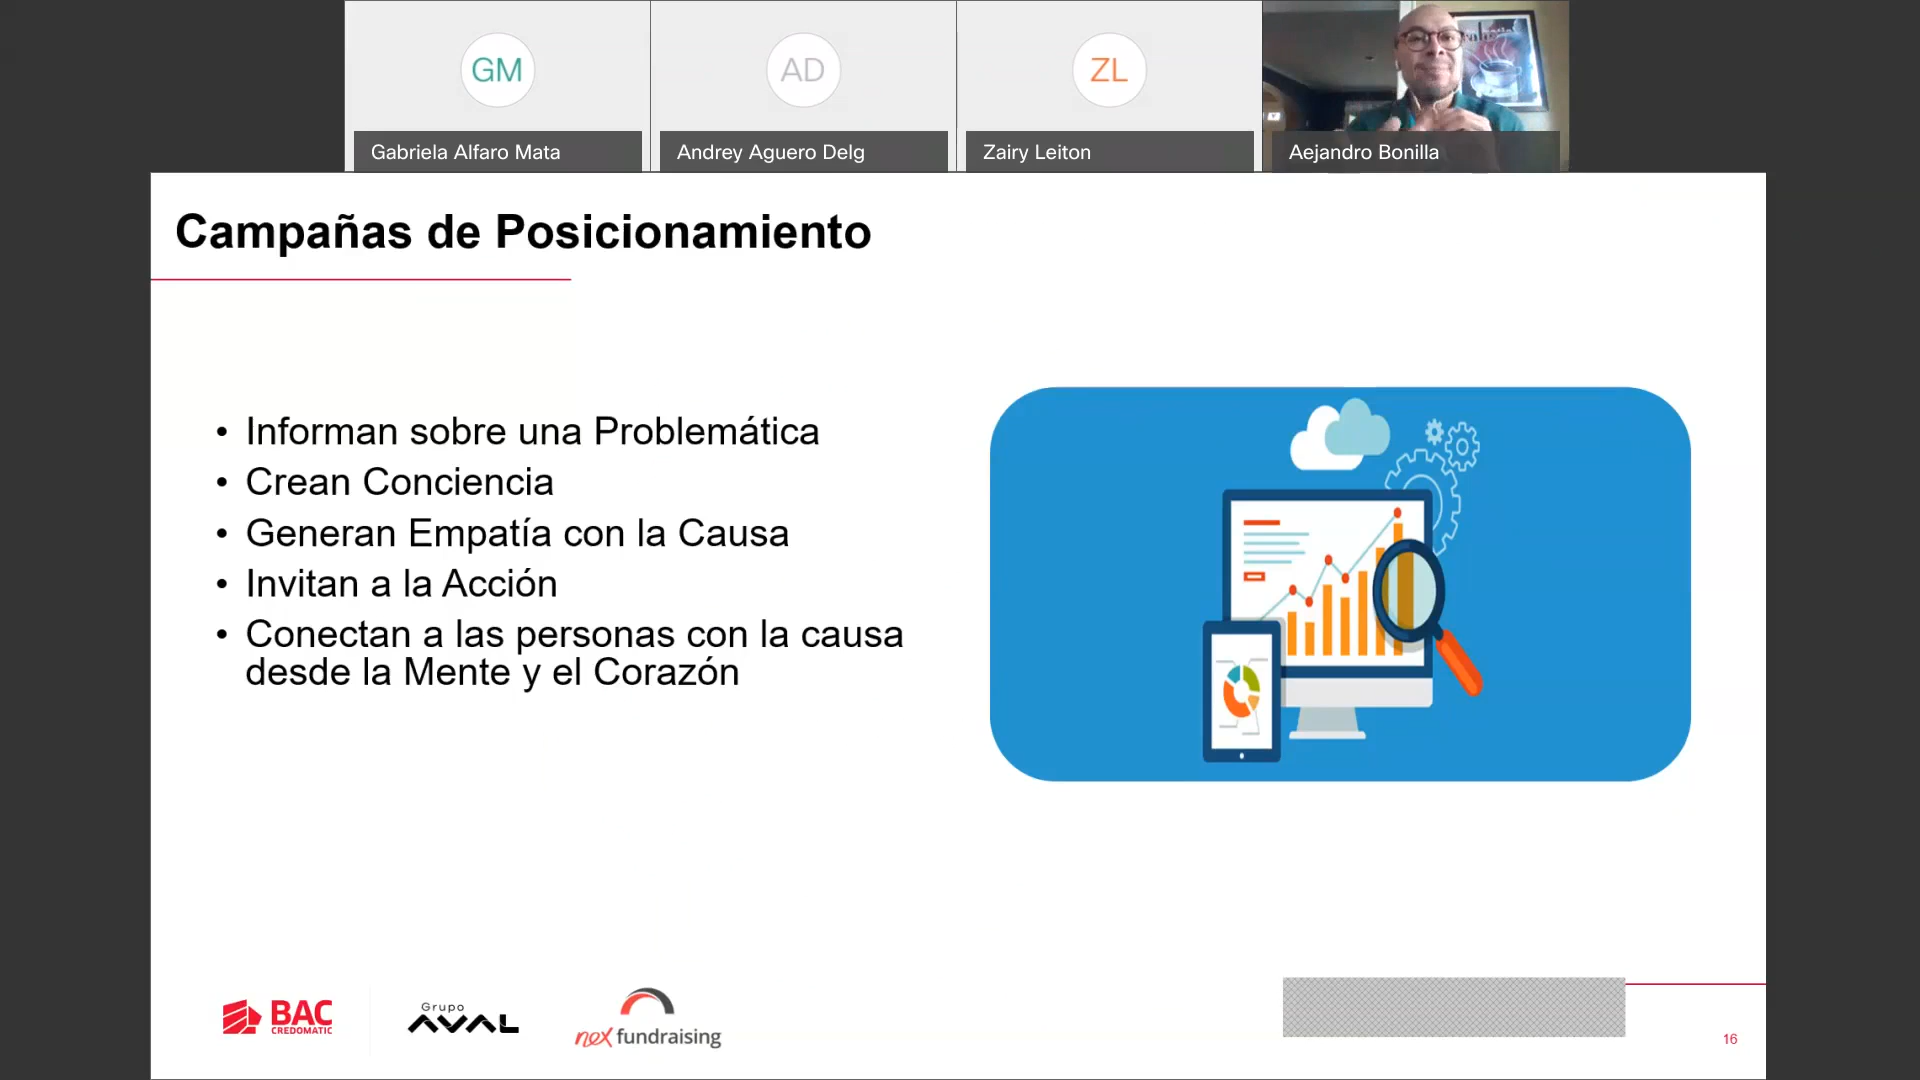 GM
AD
ZL
Gabriela Alfaro Mata
Andrey Aguero Delg
Zairy Leiton
Aejandro Bonilla
Campañas de Posicionamiento
• Informan sobre una Problemática
• Crean Conciencia
• Generan Empatía con la Causa
• Invitan a la Acción
• Conectan a las personas con la causa
desde la Mente y el Corazón
BAC
CREDOMATIC
Grupo
AVAL
nex fundraising
16